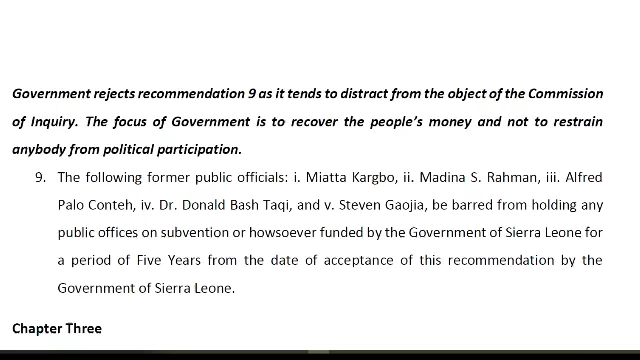 Government rejects recommendation 9 as it tends to distract from the object of the Commission
of Inquiry. The focus of Government is to recover the people's money and not to restrain
anybody from political participation.
9. The following former public officials: i. Miatta Kargbo, ii. Madina S. Rahman, iii. Alfred
Palo Conteh, iv. Dr. Donald Bash Taqi, and v. Steven Gaojia, be barred from holding any
public offices on subvention or howsoever funded by the Government of Sierra Leone for
a period of Five Years from the date of acceptance of this recommendation by the
Government of Sierra Leone.
Chapter Three